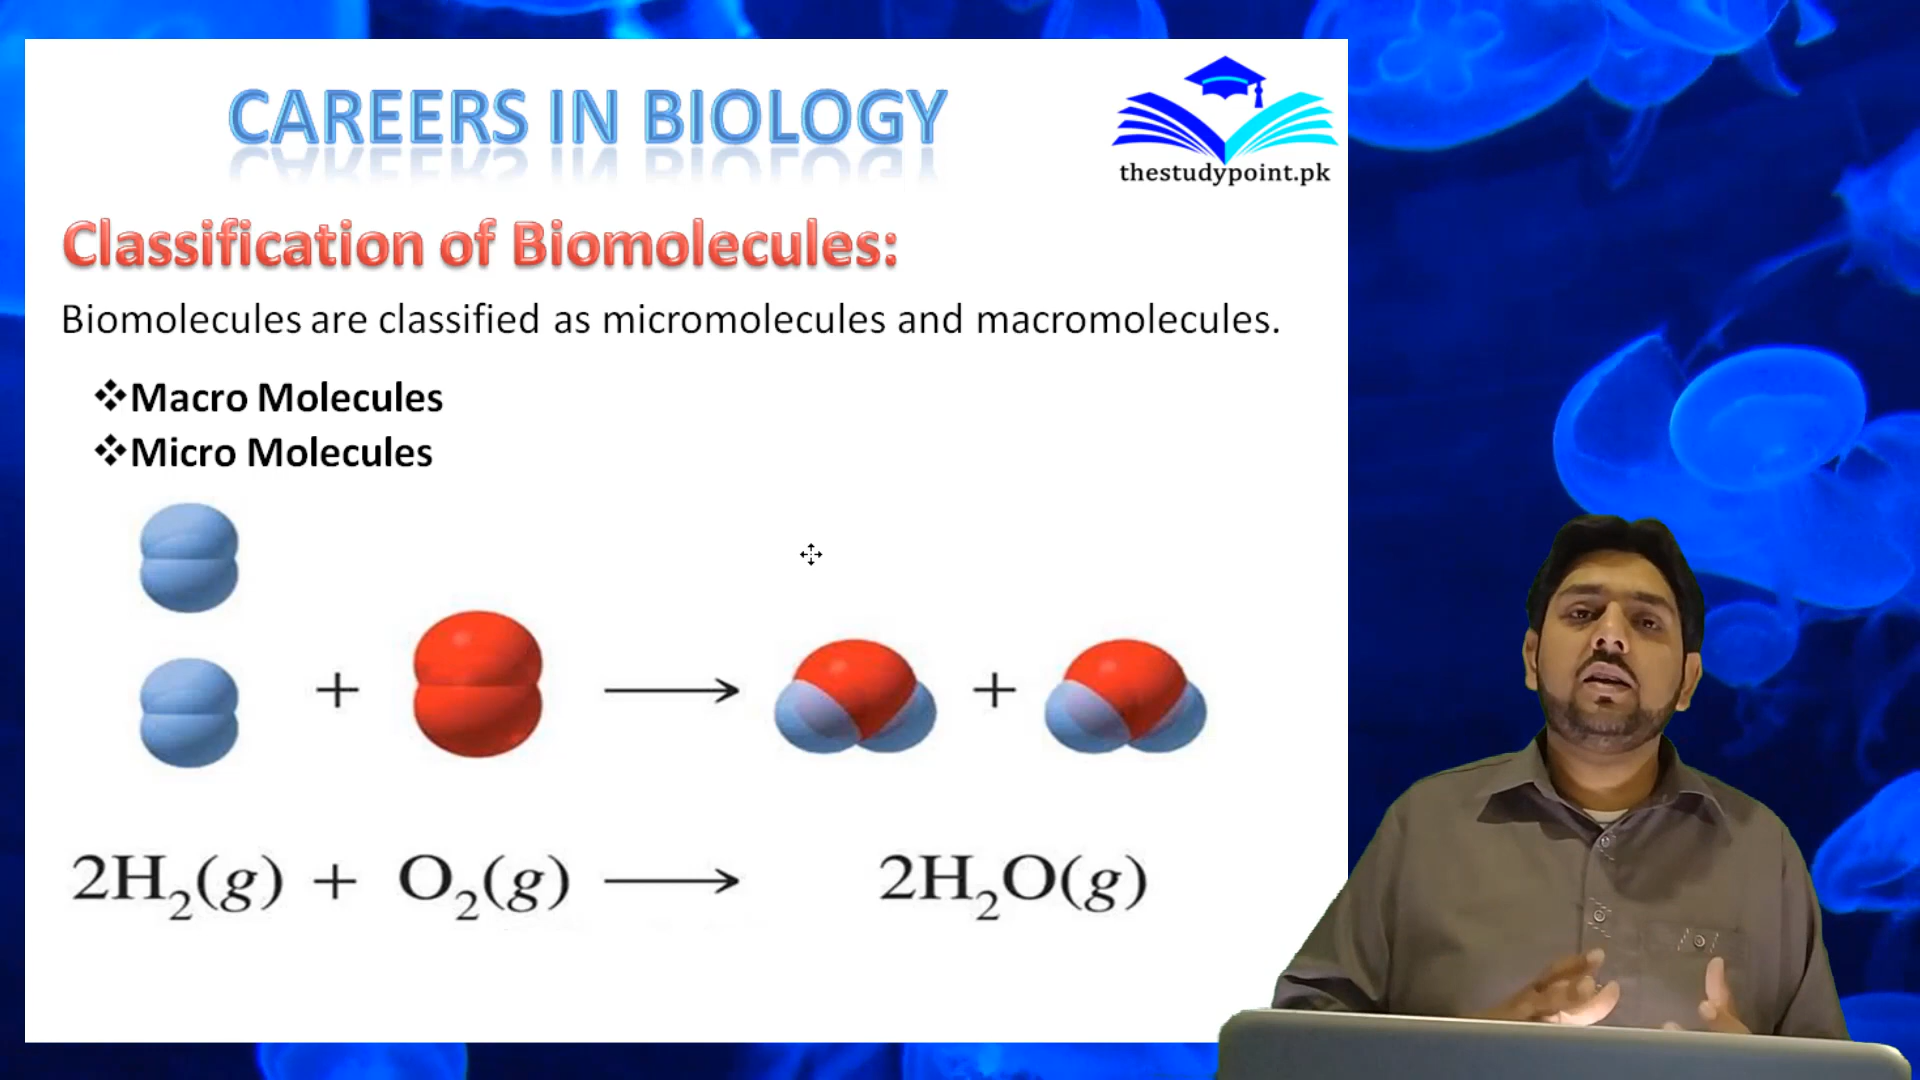 CAREERS IN BIOLOGY
thestudypoint.pk
Classification of Biomolecules:
Biomolecules are classified as micromolecules and macromolecules.
❖Macro Molecules
❖Micro Molecules
+ ⟶ +
2H₂(g) + O₂(g) ⟶ 2H₂O(g)